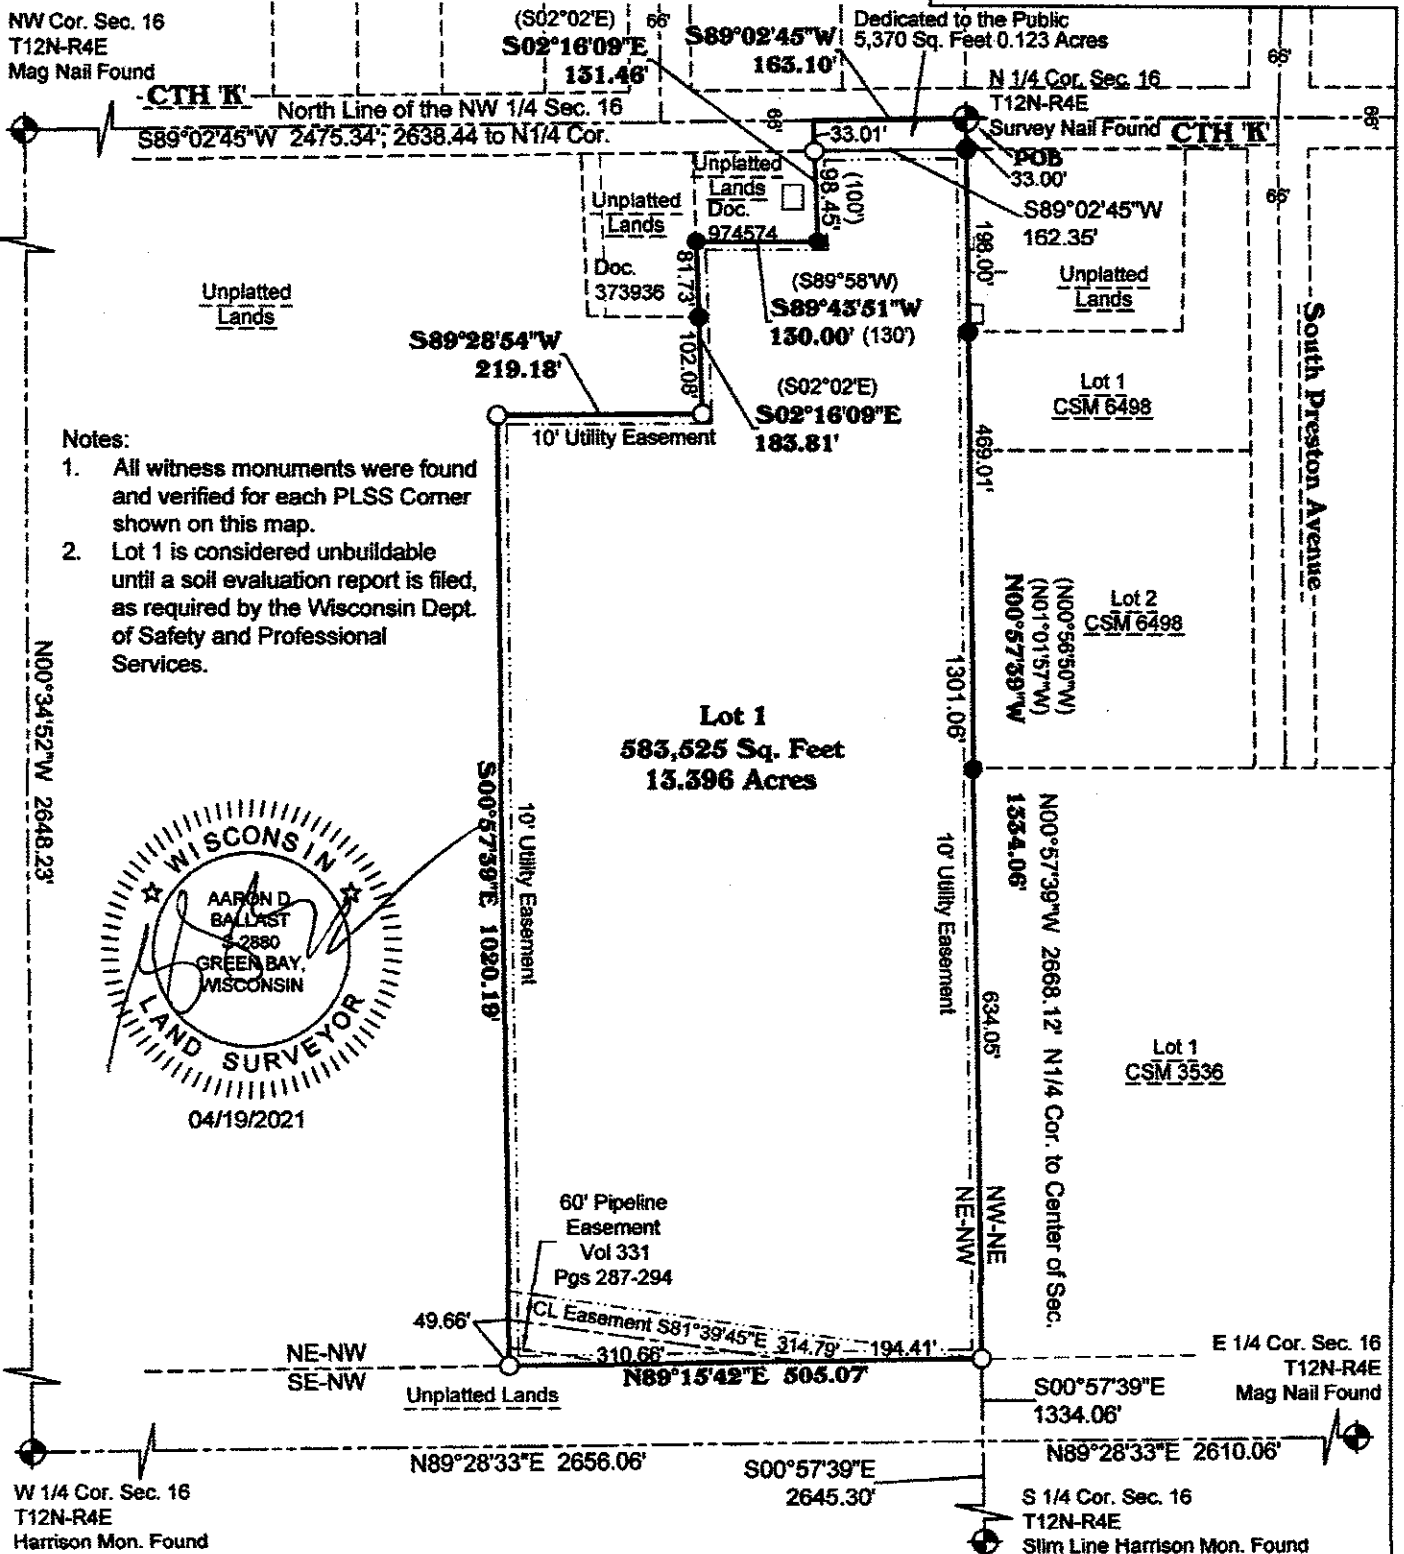 NW Cor. Sec. 16
T12N-R4E
Mag Nail Found
(S02°02'E)
S02°16'09"E
131.46'
66'
S89°02'45"W
163.10'
Dedicated to the Public
5,370 Sq. Feet 0.123 Acres
66'
N 1/4 Cor. Sec. 16
T12N-R4E
Survey Nail Found
CTH 'K'
North Line of the NW 1/4 Sec. 16
S89°02'45"W 2475.34'; 2638.44 to N1/4 Cor.
66'
33.01'
CTH 'K'
66'
POB
33.00'
S89°02'45"W
162.35'
66'
Unplatted
Lands
Doc.
974574
98.45'
(100')
Unplatted
Lands
Doc.
373936
81.73'
198.00'
Unplatted
Lands
Unplatted
Lands
(S89°58'W)
S89°43'51"W
130.00' (130')
South Preston Avenue
S89°28'54"W
219.18'
102.08'
(S02°02'E)
S02°16'09"E
183.81'
Lot 1
CSM 6498
10' Utility Easement
469.01'
Notes:
1. All witness monuments were found
and verified for each PLSS Corner
shown on this map.
2. Lot 1 is considered unbuildable
until a soil evaluation report is filed,
as required by the Wisconsin Dept.
of Safety and Professional
Services.
(N00°56'50"W)
(N01°01'57"W)
N00°57'39"W
Lot 2
CSM 6498
N00°34'52"W 2648.23'
1301.06'
Lot 1
583,525 Sq. Feet
13.396 Acres
S00°57'39"E 1020.19'
10' Utility Easement
10' Utility Easement
1334.06'
N00°57'39"W 2668.12' N1/4 Cor. to Center of Sec.
WISCONSIN
AARON D.
BALLAST
S-2880
GREEN BAY,
WISCONSIN
LAND SURVEYOR
04/19/2021
634.05'
Lot 1
CSM 3536
NE-NW
NW-NE
60' Pipeline
Easement
Vol 331
Pgs 287-294
49.66'
CL Easement S81°39'45"E 314.79'
310.66'
194.41'
N89°15'42"E 505.07'
NE-NW
SE-NW
Unplatted Lands
E 1/4 Cor. Sec. 16
T12N-R4E
Mag Nail Found
S00°57'39"E
1334.06'
N89°28'33"E 2656.06'
N89°28'33"E 2610.06'
S00°57'39"E
2645.30'
W 1/4 Cor. Sec. 16
T12N-R4E
Harrison Mon. Found
S 1/4 Cor. Sec. 16
T12N-R4E
Slim Line Harrison Mon. Found